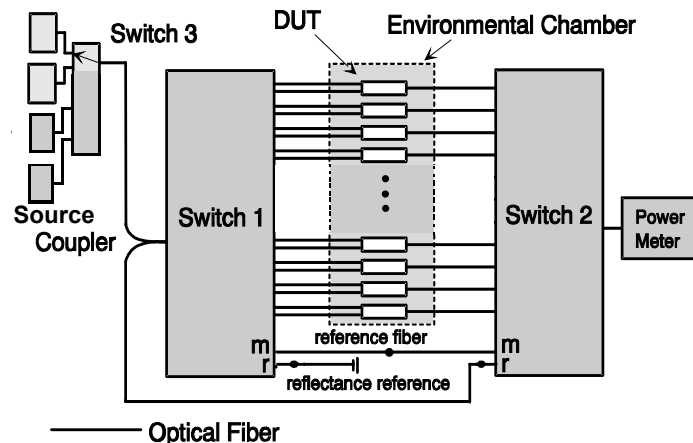 Switch 3
DUT
Environmental Chamber
Source
Coupler
Switch 1
Switch 2
Power
Meter
m
r
reference fiber
reflectance reference
m
r
Optical Fiber